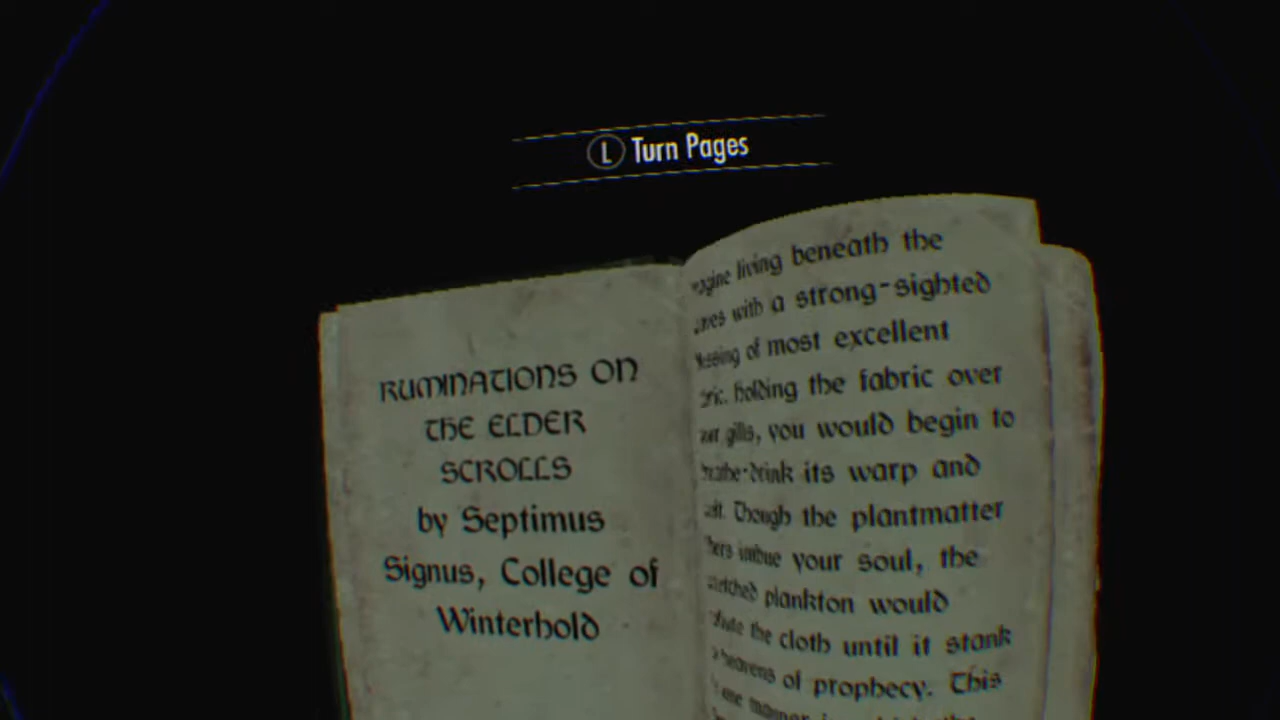 L Turn Pages
RUMINATIONS ON
THE ELDER
SCROLLS
by Septimus
Signus, College of
Winterhold
living beneath the
with a strong-sighted
of most excellent
holding the fabric over
gills, you would begin to
its warp and
Though the plantmatter
imbue your soul, the
plankton would
the cloth until it stank
heavens of prophecy. This
manner